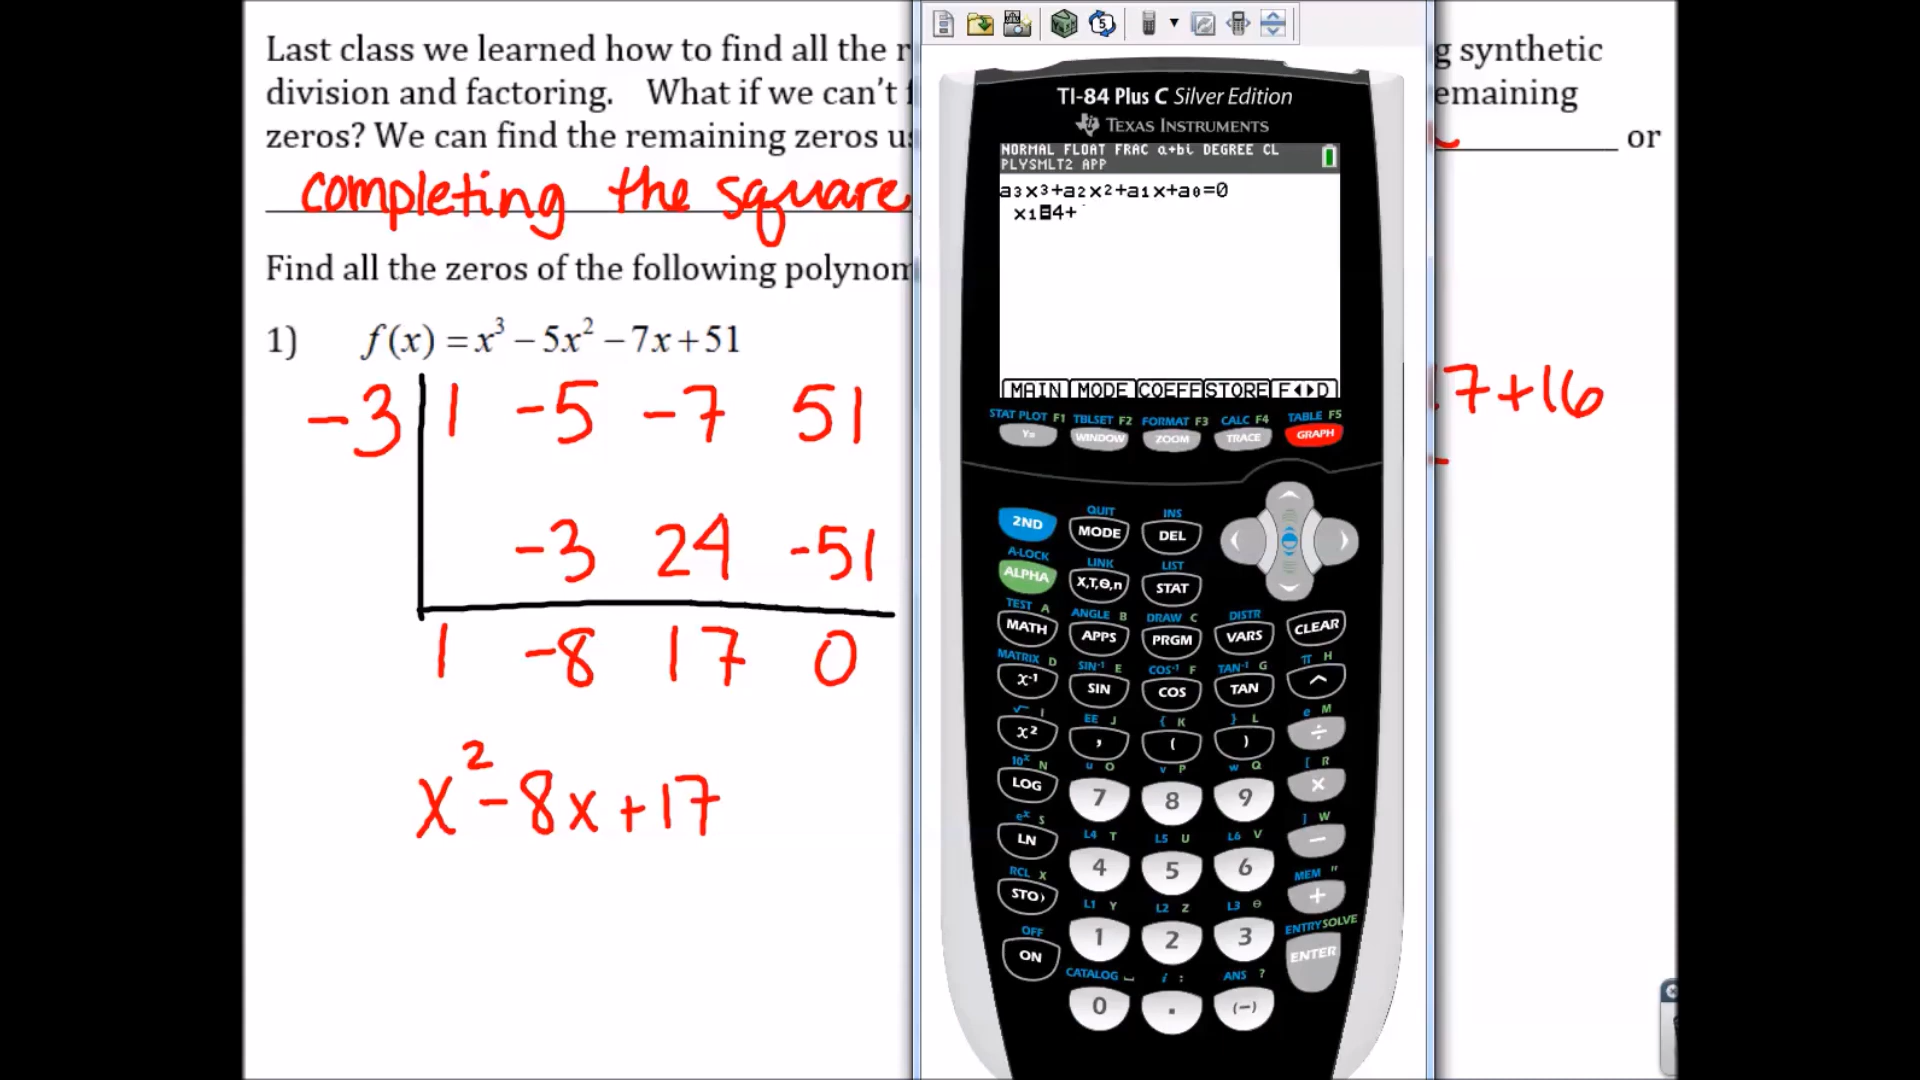 Last class we learned how to find all the r
g synthetic
division and factoring. What if we can't
emaining
zeros? We can find the remaining zeros u
or
completing the square
Find all the zeros of the following polynom
1) f(x) = x³ − 5x² − 7x + 51
-3 1 -5 -7 51
-3 24 -51
1 -8 17 0
x² - 8x + 17
17+16
TI-84 Plus C Silver Edition
TEXAS INSTRUMENTS
NORMAL FLOAT FRAC a+bi DEGREE CL
PLYSMLT2 APP
a₃x³+a₂x²+a₁x+a₀=0
x₁=4+
MAIN MODE COEFF STORE F◄►D
STAT PLOT F1 TBLSET F2 FORMAT F3 CALC F4 TABLE F5
Y= WINDOW ZOOM TRACE GRAPH
QUIT INS
2ND MODE DEL
A-LOCK LINK LIST
ALPHA X,T,θ,n STAT
TEST A ANGLE B DRAW C DISTR
MATH APPS PRGM VARS CLEAR
MATRIX D SIN⁻¹ E COS⁻¹ F TAN⁻¹ G π H
x⁻¹ SIN COS TAN ^
√ I EE J { K } L e M
x² , ( ) ÷
10ˣ N u O v P w Q [ R
LOG 7 8 9 ×
eˣ S L4 T L5 U L6 V ] W
LN 4 5 6 −
RCL X L1 Y L2 Z L3 θ MEM "
STO› 1 2 3 +
OFF CATALOG ⎵ i : ANS ? ENTRY SOLVE
ON 0 . (−) ENTER